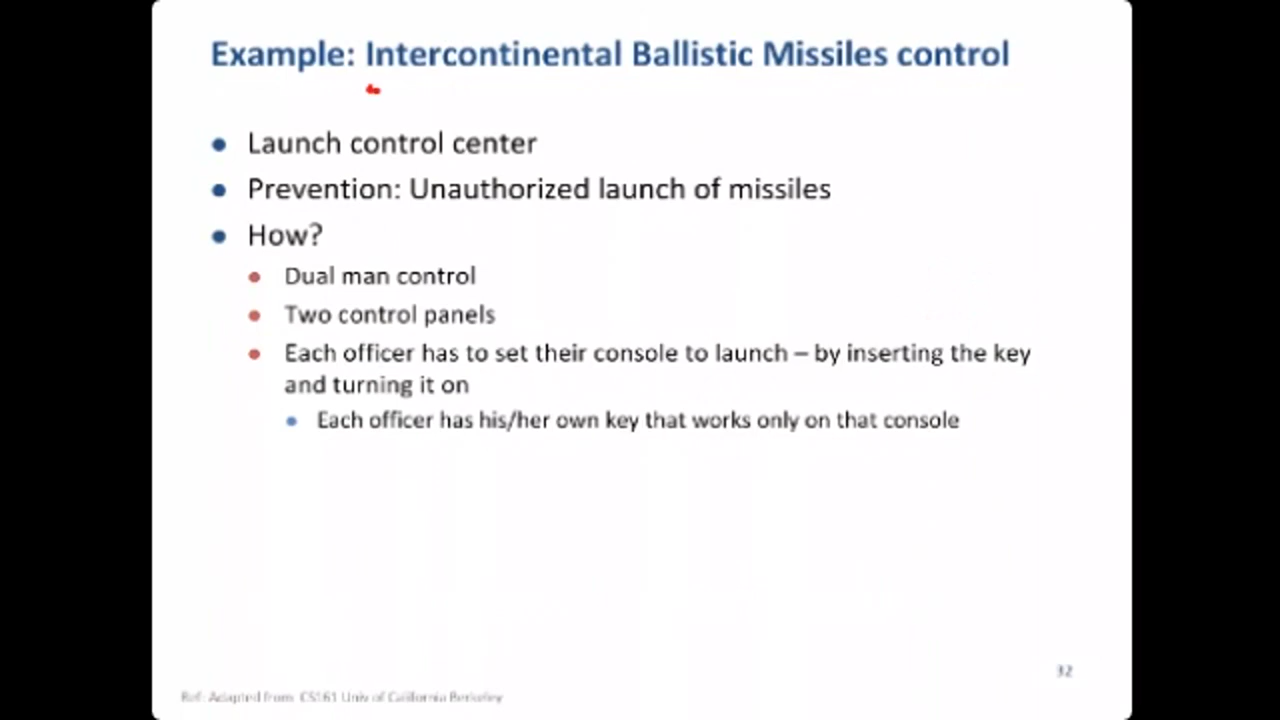 Example: Intercontinental Ballistic Missiles control
Launch control center
Prevention: Unauthorized launch of missiles
How?
Dual man control
Two control panels
Each officer has to set their console to launch – by inserting the key
and turning it on
Each officer has his/her own key that works only on that console
32
Ref: Adapted from CS161 Univ of California Berkeley